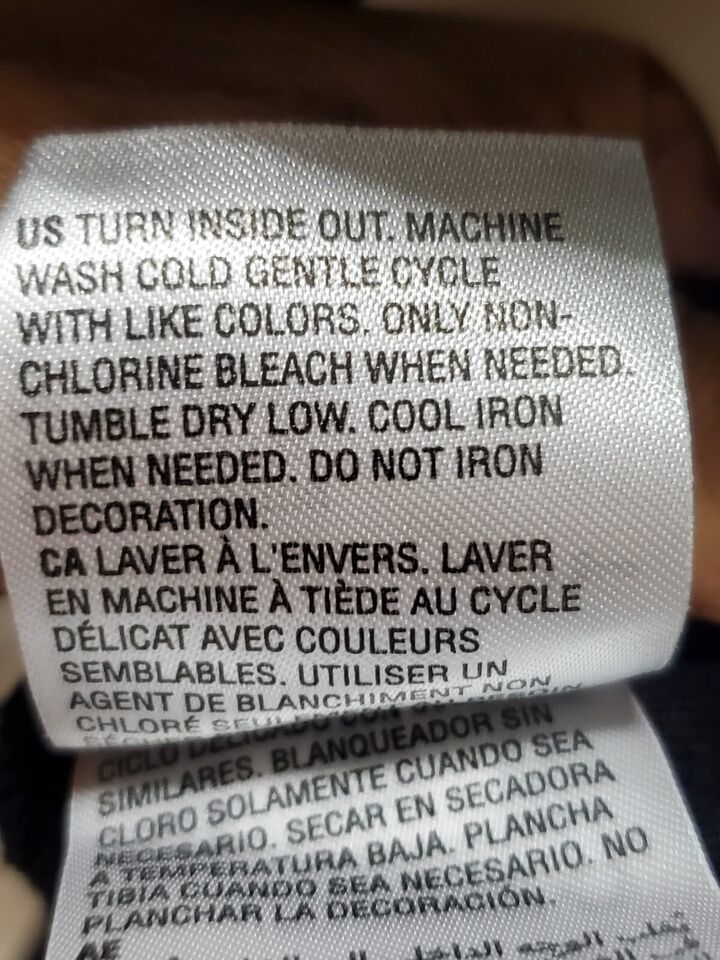 US TURN INSIDE OUT. MACHINE
WASH COLD GENTLE CYCLE
WITH LIKE COLORS. ONLY NON-
CHLORINE BLEACH WHEN NEEDED.
TUMBLE DRY LOW. COOL IRON
WHEN NEEDED. DO NOT IRON
DECORATION.
CA LAVER À L'ENVERS. LAVER
EN MACHINE À TIÈDE AU CYCLE
DÉLICAT AVEC COULEURS
SEMBLABLES. UTILISER UN
AGENT DE BLANCHIMENT NON
CHLORÉ
CICLO DELICADO CON
SIMILARES. BLANQUEADOR SIN
CLORO SOLAMENTE CUANDO SEA
NECESARIO. SECAR EN SECADORA
A TEMPERATURA BAJA. PLANCHA
TIBIA CUANDO SEA NECESARIO. NO
PLANCHAR LA DECORACIÓN.
AE